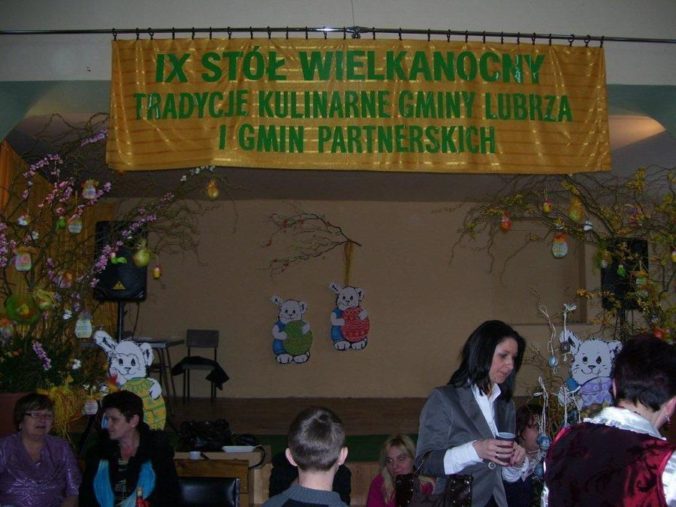 IX STÓŁ WIELKANOCNY
TRADYCJE KULINARNE GMINY LUBRZA
I GMIN PARTNERSKICH